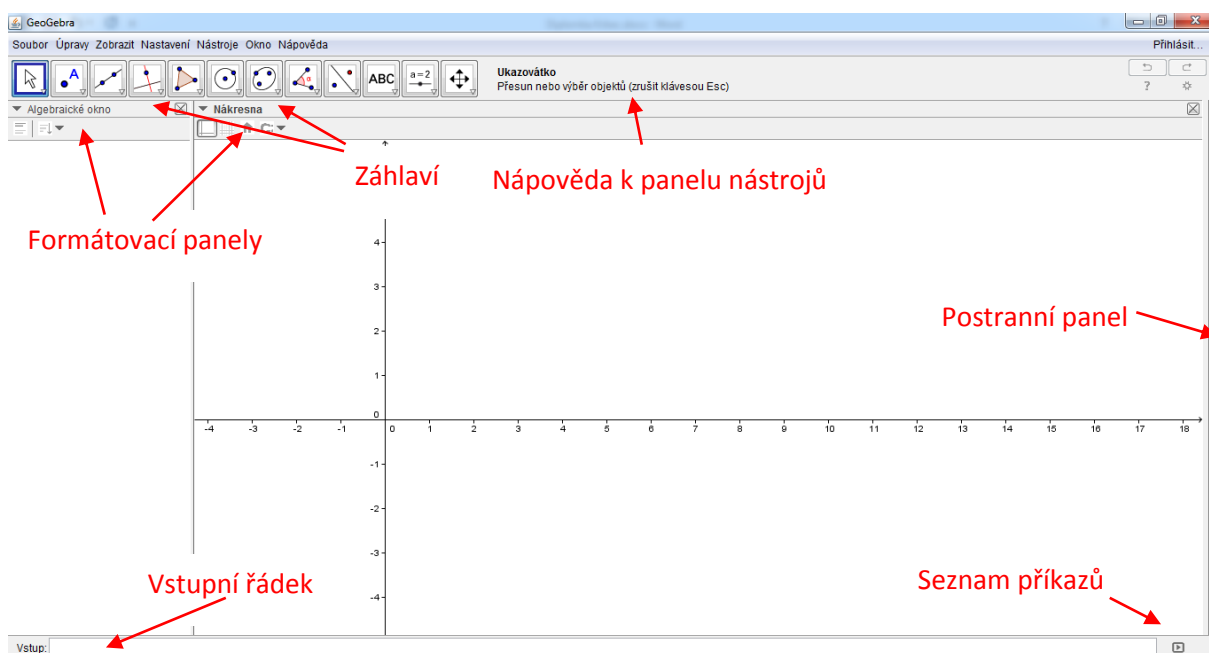 GeoGebra
Soubor Úpravy Zobrazit Nastavení Nástroje Okno Nápověda Přihlásit...
A α ABC a=2
Ukazovátko
Přesun nebo výběr objektů (zrušit klávesou Esc)
?
Algebraické okno
Nákresna
Záhlaví
Nápověda k panelu nástrojů
Formátovací panely
4
3
Postranní panel
2
1
0
-4 -3 -2 -1 0 1 2 3 4 5 6 7 8 9 10 11 12 13 14 15 16 17 18
-1
-2
-3
Vstupní řádek
Seznam příkazů
-4
Vstup: